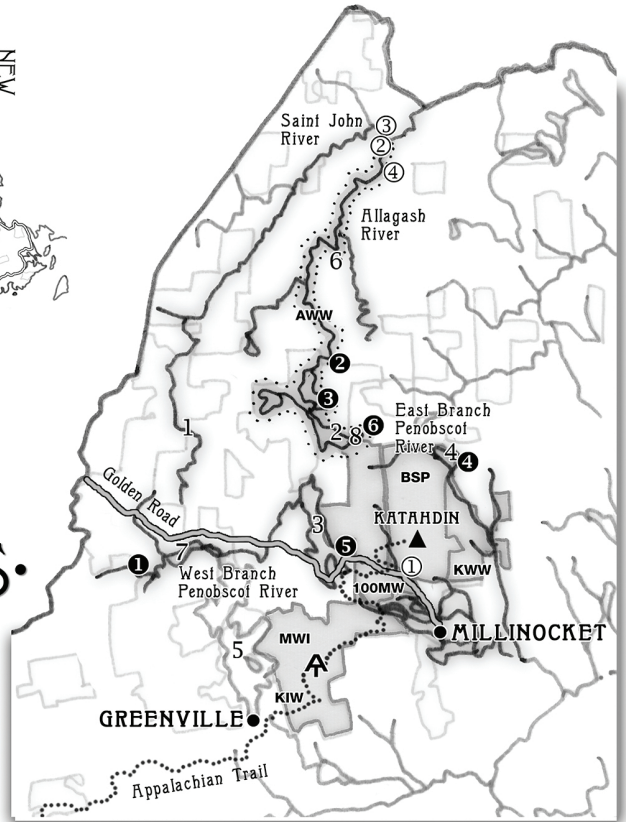 NEW
Saint John
River
③
②
④
Allagash
River
6
AWW
❷
❸
East Branch
Penobscot
River
❻
2
8
1
4
❹
BSP
Golden Road
KATAHDIN
3
❺
7
❶
①
West Branch
Penobscot River
KWW
100MW
MILLINOCKET
MWI
5
KIW
GREENVILLE
Appalachian Trail